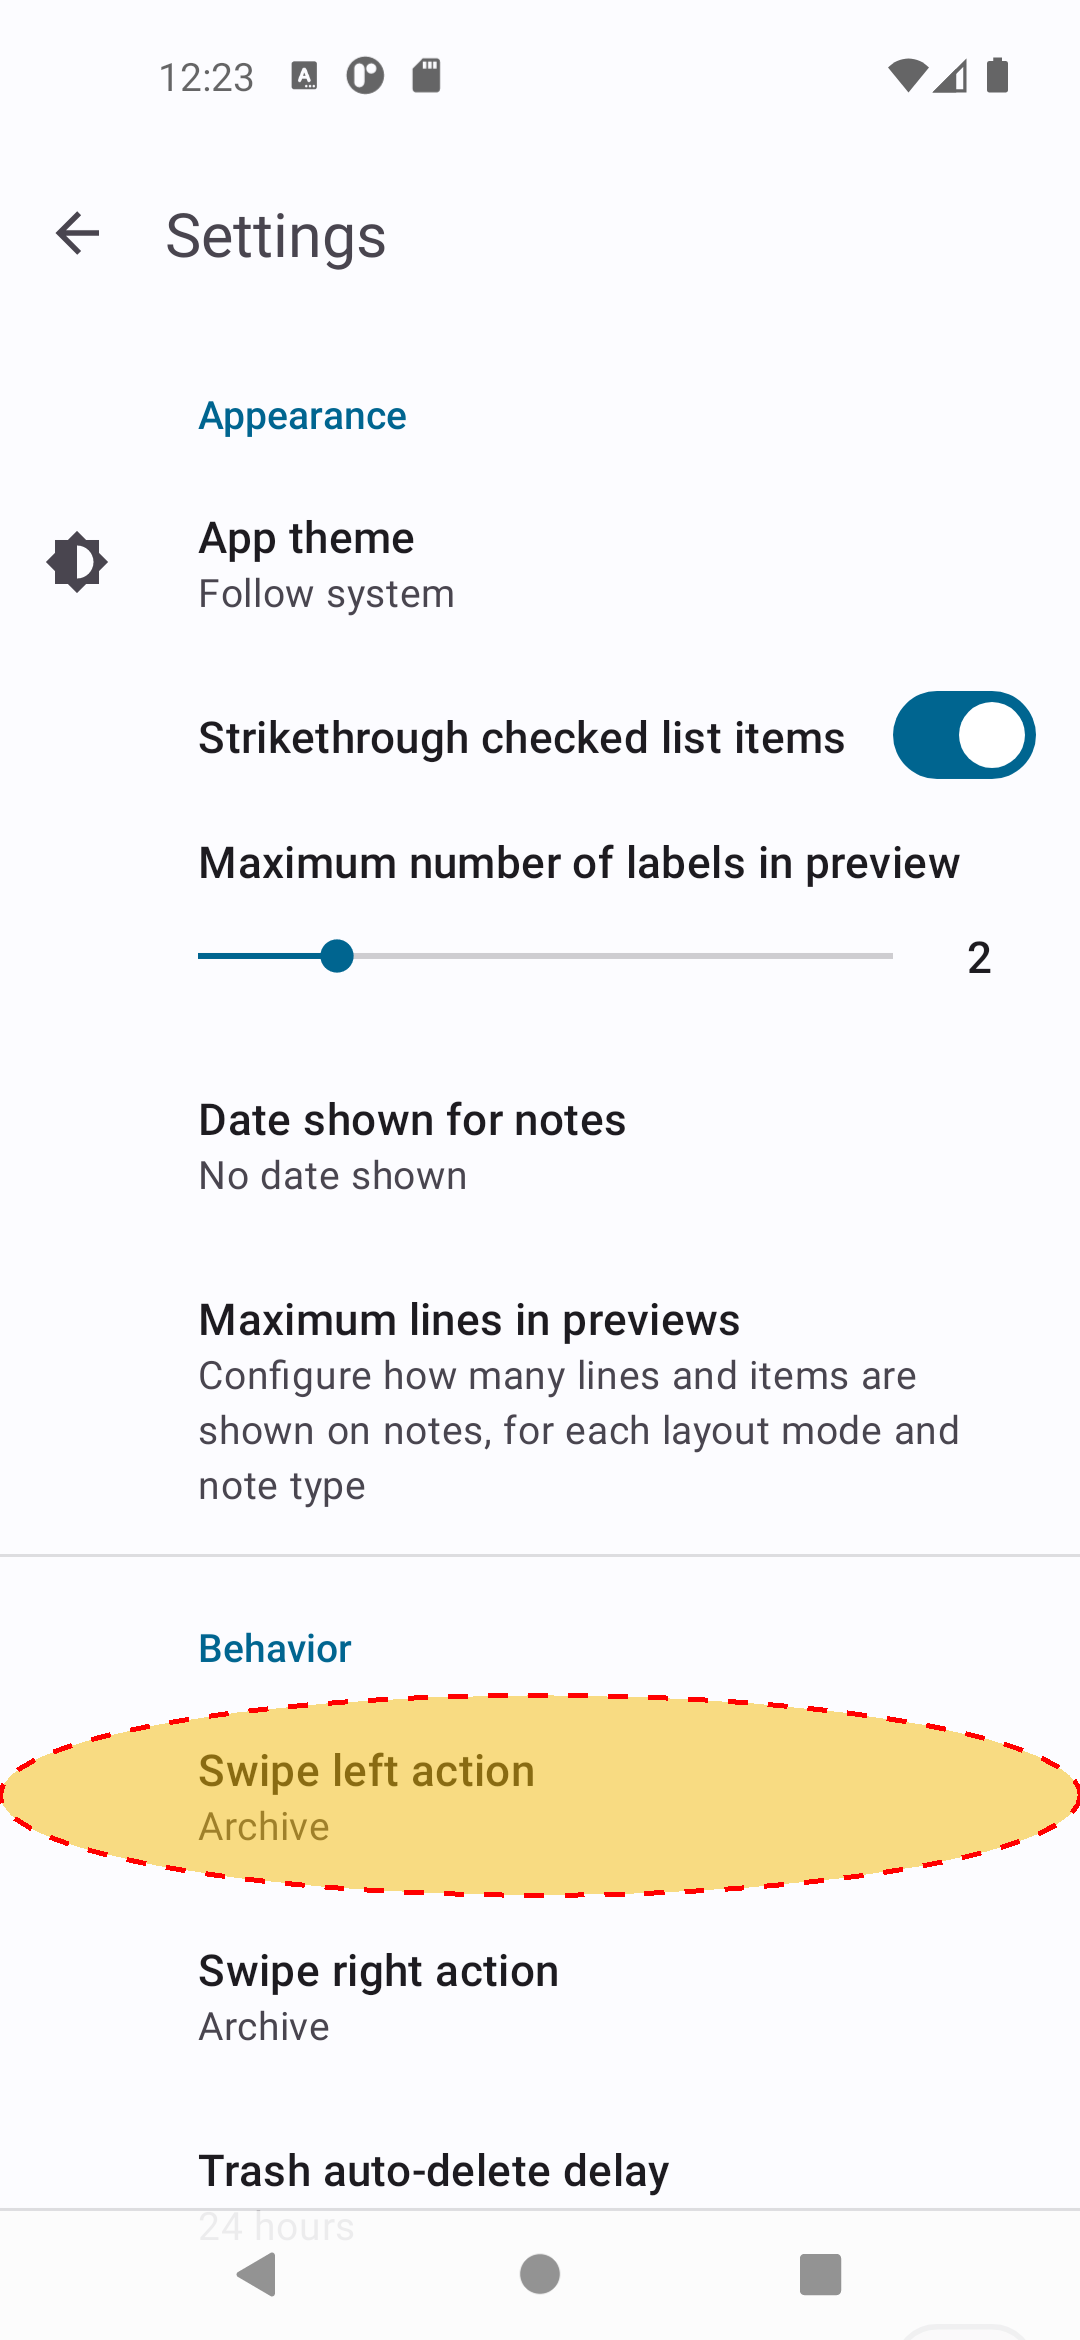 12:23
Settings
Appearance
App theme
Follow system
Strikethrough checked list items
Maximum number of labels in preview
2
Date shown for notes
No date shown
Maximum lines in previews
Configure how many lines and items are
shown on notes, for each layout mode and
note type
Behavior
Swipe left action
Archive
Swipe right action
Archive
Trash auto-delete delay
24 hours